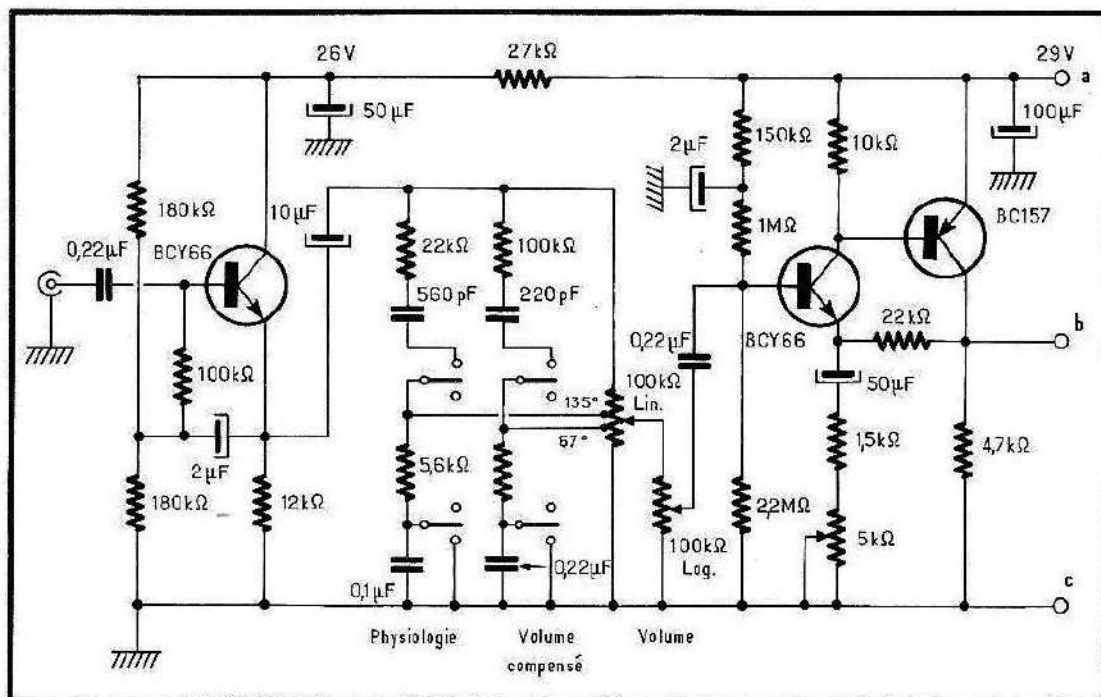 26V
27kΩ
29V
a
50µF
100µF
2µF
150kΩ
10kΩ
180kΩ
10µF
BC157
0,22µF
BCY66
22kΩ
100kΩ
1MΩ
560pF
220pF
BCY66
22kΩ
b
0,22µF
100kΩ
100kΩ
Lin.
135°
50µF
67°
5,6kΩ
1,5kΩ
4,7kΩ
2µF
180kΩ
12kΩ
2,2MΩ
5kΩ
100kΩ
Log.
0,22µF
0,1µF
c
Physiologie
Volume
compensé
Volume